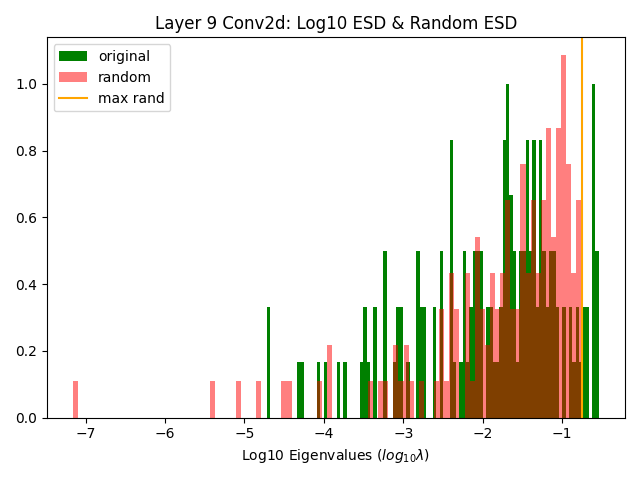 Layer 9 Conv2d: Log10 ESD & Random ESD
original
random
max rand
1.0
0.8
0.6
0.4
0.2
0.0
−7 −6 −5 −4 −3 −2 −1
Log10 Eigenvalues (log₁₀λ)